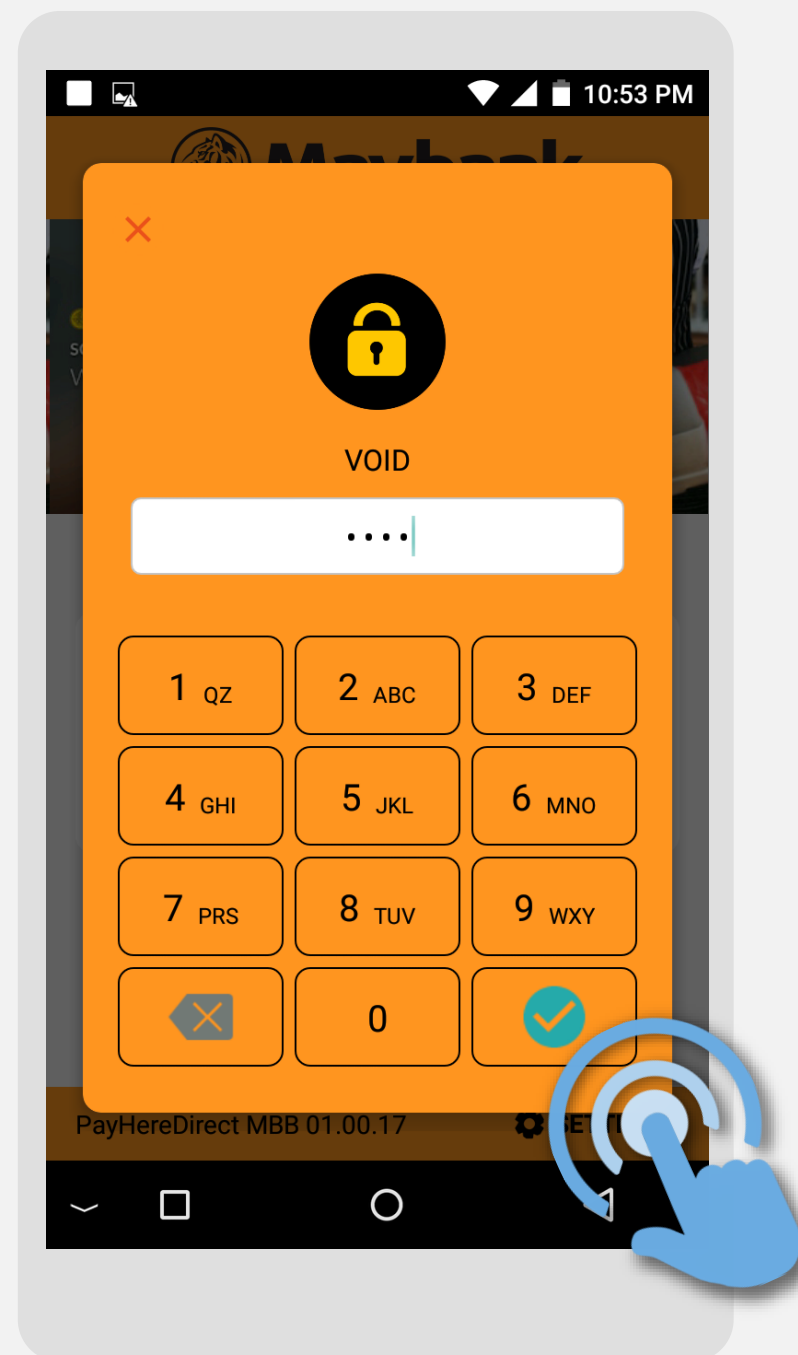 10:53 PM
VOID
••••
1 QZ
2 ABC
3 DEF
4 GHI
5 JKL
6 MNO
7 PRS
8 TUV
9 WXY
0
PayHereDirect MBB 01.00.17